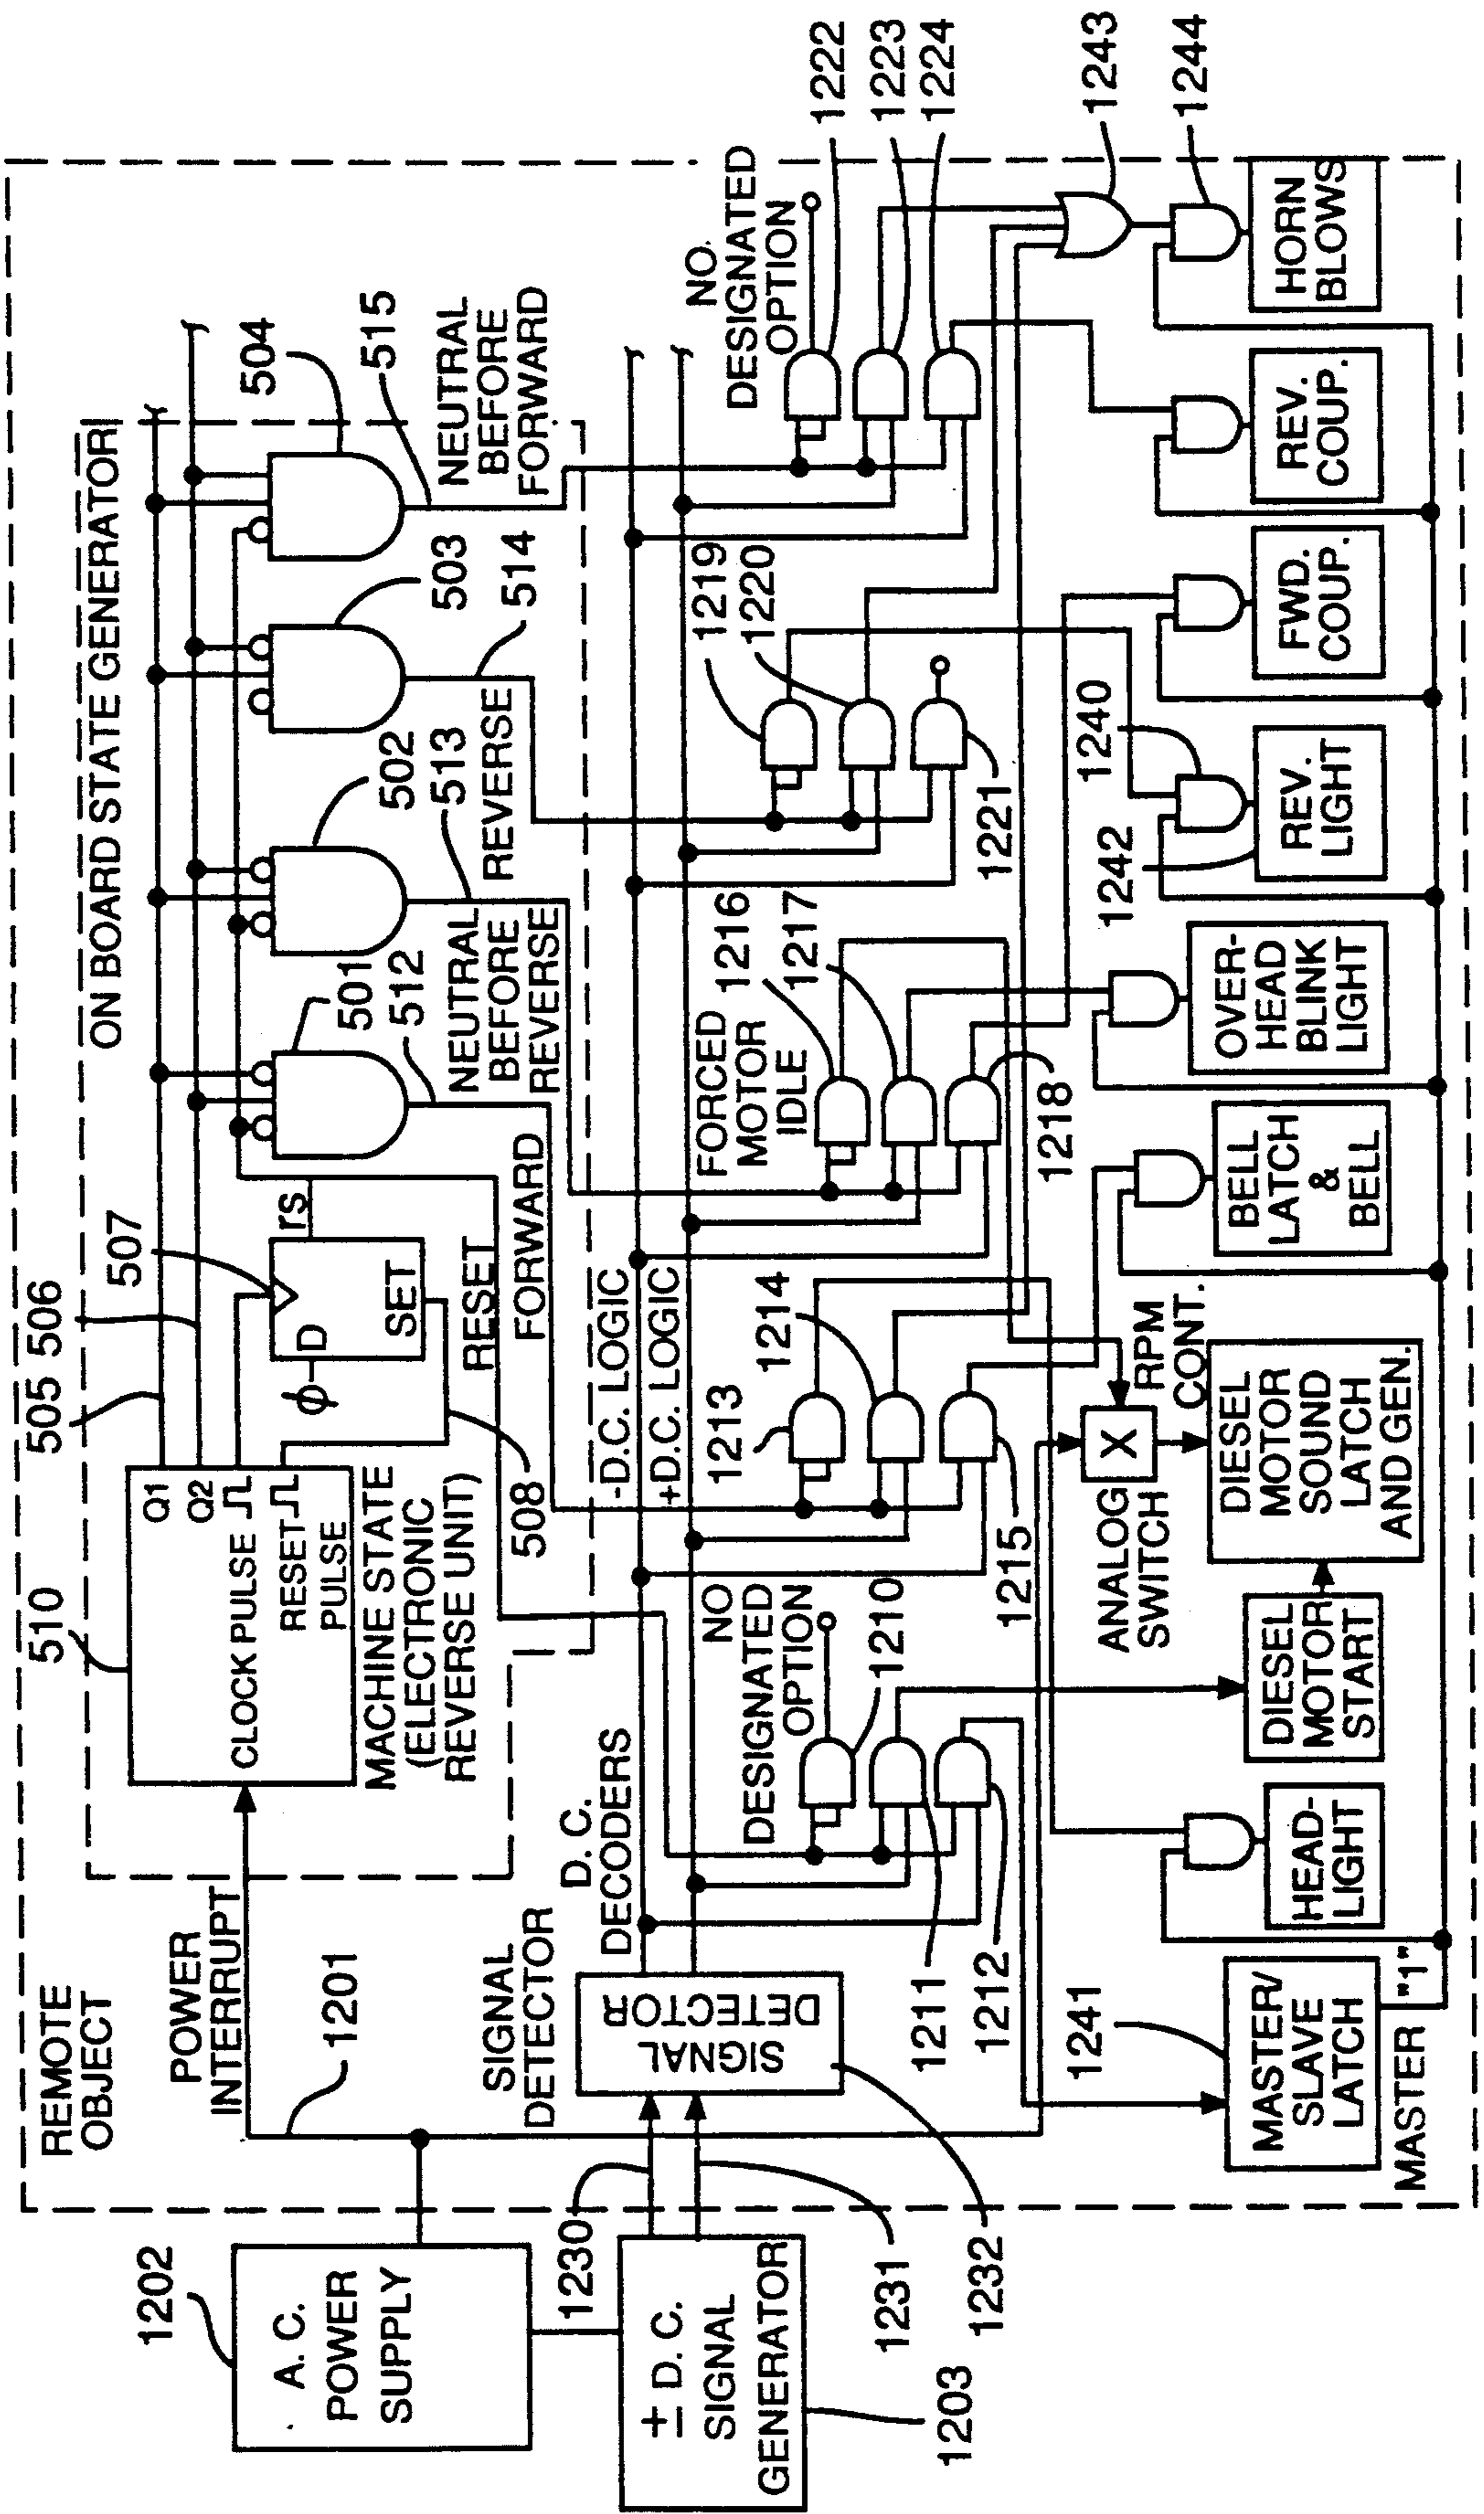 REMOTE
OBJECT
ON BOARD STATE GENERATOR
510
505
506
507
504
515
503
514
502
513
501
512
508
Q1
Q2
CLOCK PULSE
RESET
PULSE
MACHINE STATE
(ELECTRONIC
REVERSE UNIT)
D
SET
rs
ϕ
RESET
FORWARD
NEUTRAL
BEFORE
REVERSE
REVERSE
NEUTRAL
BEFORE
FORWARD
POWER
INTERRUPT
1201
1202
A. C.
POWER
SUPPLY
± D. C.
SIGNAL
GENERATOR
1203
1230
1231
1232
SIGNAL
DETECTOR
SIGNAL
DETECTOR
D. C.
DECODERS
-D.C. LOGIC
+D.C. LOGIC
NO
DESIGNATED
OPTION
1210
1211
1212
1213
1214
1215
FORCED
MOTOR
IDLE
1216
1217
1218
1219
1220
1221
NO.
DESIGNATED
OPTION
1222
1223
1224
1243
1244
1240
1242
1241
MASTER/
SLAVE
LATCH
MASTER "1"
HEAD-
LIGHT
DIESEL
MOTOR
START
ANALOG
SWITCH
X
RPM
CONT.
DIESEL
MOTOR
SOUND
LATCH
AND GEN.
BELL
LATCH
&
BELL
OVER-
HEAD
BLINK
LIGHT
REV.
LIGHT
FWD.
COUP.
REV.
COUP.
HORN
BLOWS